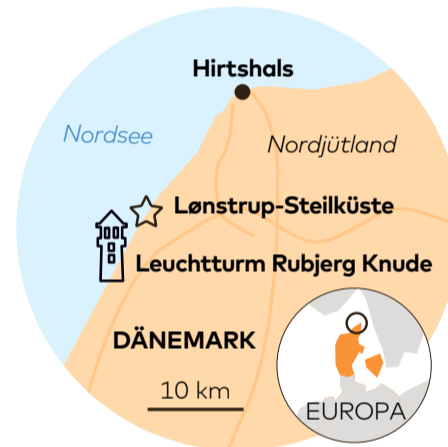 Hirtshals
Nordsee
Nordjütland
Lønstrup-Steilküste
Leuchtturm Rubjerg Knude
DÄNEMARK
10 km
EUROPA